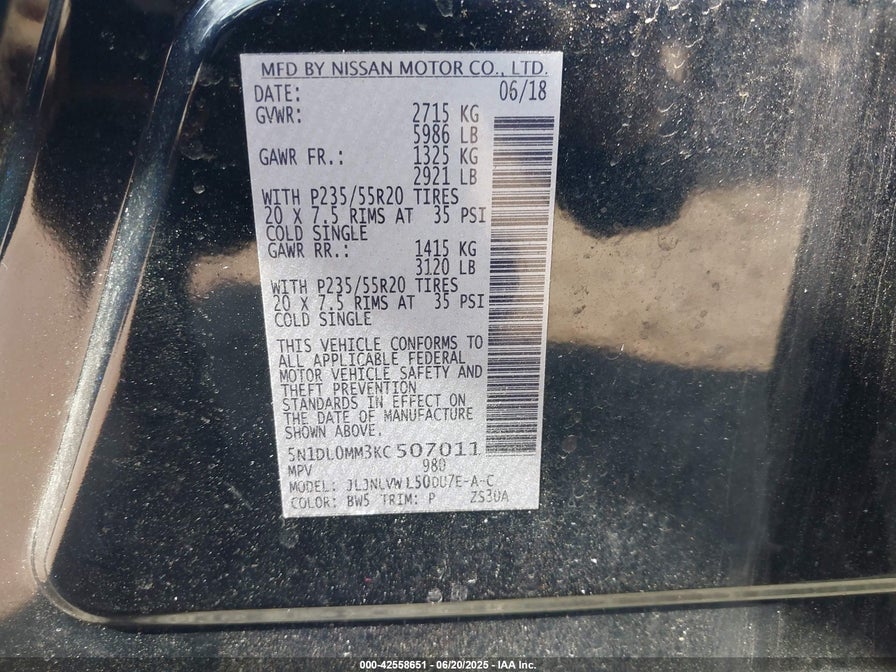 MFD BY NISSAN MOTOR CO., LTD.
DATE: 06/18
GVWR: 2715 KG
5986 LB
GAWR FR.: 1325 KG
2921 LB
WITH P235/55R20 TIRES
20 X 7.5 RIMS AT 35 PSI
COLD SINGLE
GAWR RR.: 1415 KG
3120 LB
WITH P235/55R20 TIRES
20 X 7.5 RIMS AT 35 PSI
COLD SINGLE
THIS VEHICLE CONFORMS TO
ALL APPLICABLE FEDERAL
MOTOR VEHICLE SAFETY AND
THEFT PREVENTION
STANDARDS IN EFFECT ON
THE DATE OF MANUFACTURE
SHOWN ABOVE.
5N1DL0MM3KC507011
MPV 980
MODEL:
COLOR: BW5 TRIM: P ZS30A
000-42558651 - 06/20/2025 - IAA Inc.